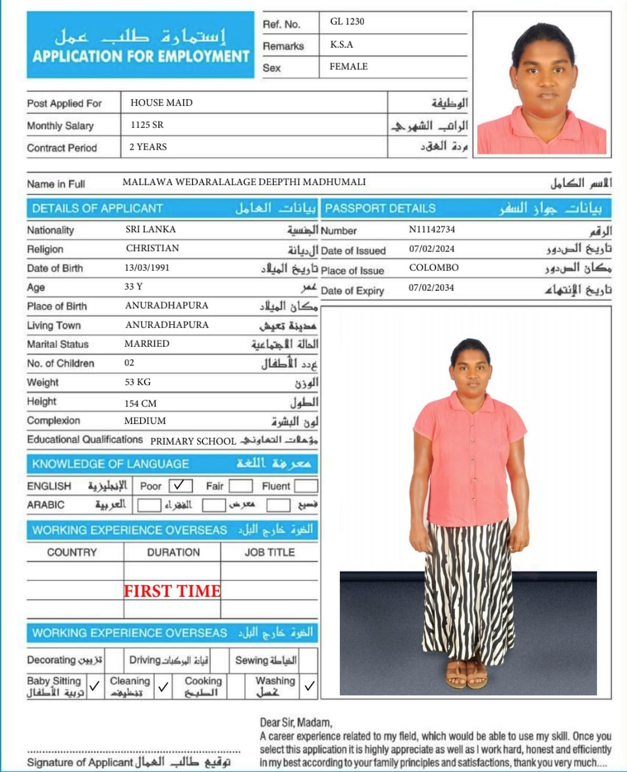 إستمارة طلب عمل
APPLICATION FOR EMPLOYMENT
Ref. No. GL 1230
Remarks K.S.A
Sex FEMALE
Post Applied For HOUSE MAID الوظيفة
Monthly Salary 1125 SR الراتب الشهري
Contract Period 2 YEARS مدة العقد
Name in Full MALLAWA WEDARALALAGE DEEPTHI MADHUMALI الاسم الكامل
DETAILS OF APPLICANT بيانات العامل
Nationality SRI LANKA الجنسية
Religion CHRISTIAN الديانة
Date of Birth 13/03/1991 تاريخ الميلاد
Age 33 Y عمر
Place of Birth ANURADHAPURA مكان الميلاد
Living Town ANURADHAPURA مدينة تعيش
Marital Status MARRIED الحالة الاجتماعية
No. of Children 02 عدد الأطفال
Weight 53 KG الوزن
Height 154 CM الطول
Complexion MEDIUM لون البشرة
Educational Qualifications PRIMARY SCHOOL مؤهلات
PASSPORT DETAILS بيانات جواز السفر
Number N11142734 الرقم
Date of Issued 07/02/2024 تاريخ الصدور
Place of Issue COLOMBO مكان الصدور
Date of Expiry 07/02/2034 تاريخ الإنتهاء
KNOWLEDGE OF LANGUAGE معرفة اللغة
ENGLISH الإنجليزية Poor ✓ Fair Fluent
ARABIC العربية فصيح
WORKING EXPERIENCE OVERSEAS الخبرة خارج البلد
COUNTRY DURATION JOB TITLE
FIRST TIME
WORKING EXPERIENCE OVERSEAS الخبرة خارج البلد
Decorating تزيين Driving قيادة المركبات Sewing الخياطة
Baby Sitting تربية الأطفال ✓ Cleaning تنظيف ✓ Cooking الطبخ Washing غسل ✓
Dear Sir, Madam,
A career experience related to my field, which would be able to use my skill. Once you
select this application it is highly appreciate as well as I work hard, honest and efficiently
in my best according to your family principles and satisfactions, thank you very much....
Signature of Applicant توقيع طالب العمال